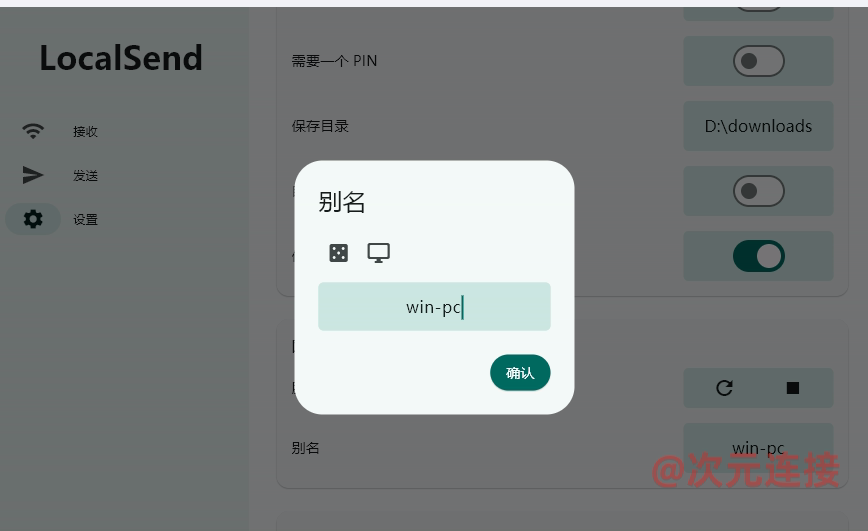 LocalSend
接收
发送
设置
需要一个 PIN
保存目录
D:\downloads
别名
win-pc
确认
别名
win-pc
@次元连接